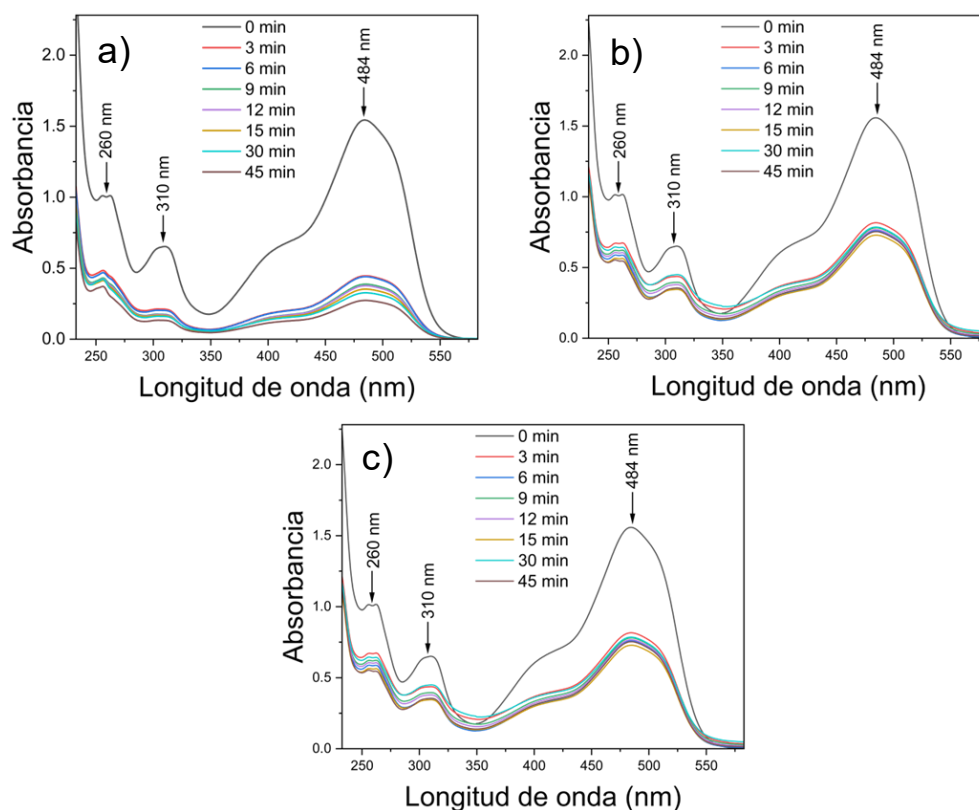 a)
0 min
3 min
6 min
9 min
12 min
15 min
30 min
45 min
260 nm
310 nm
484 nm
2.0
1.5
1.0
0.5
0.0
250 300 350 400 450 500 550
Absorbancia
Longitud de onda (nm)
b)
0 min
3 min
6 min
9 min
12 min
15 min
30 min
45 min
260 nm
310 nm
484 nm
2.0
1.5
1.0
0.5
0.0
250 300 350 400 450 500 550
Absorbancia
Longitud de onda (nm)
c)
0 min
3 min
6 min
9 min
12 min
15 min
30 min
45 min
260 nm
310 nm
484 nm
2.0
1.5
1.0
0.5
0.0
250 300 350 400 450 500 550
Absorbancia
Longitud de onda (nm)